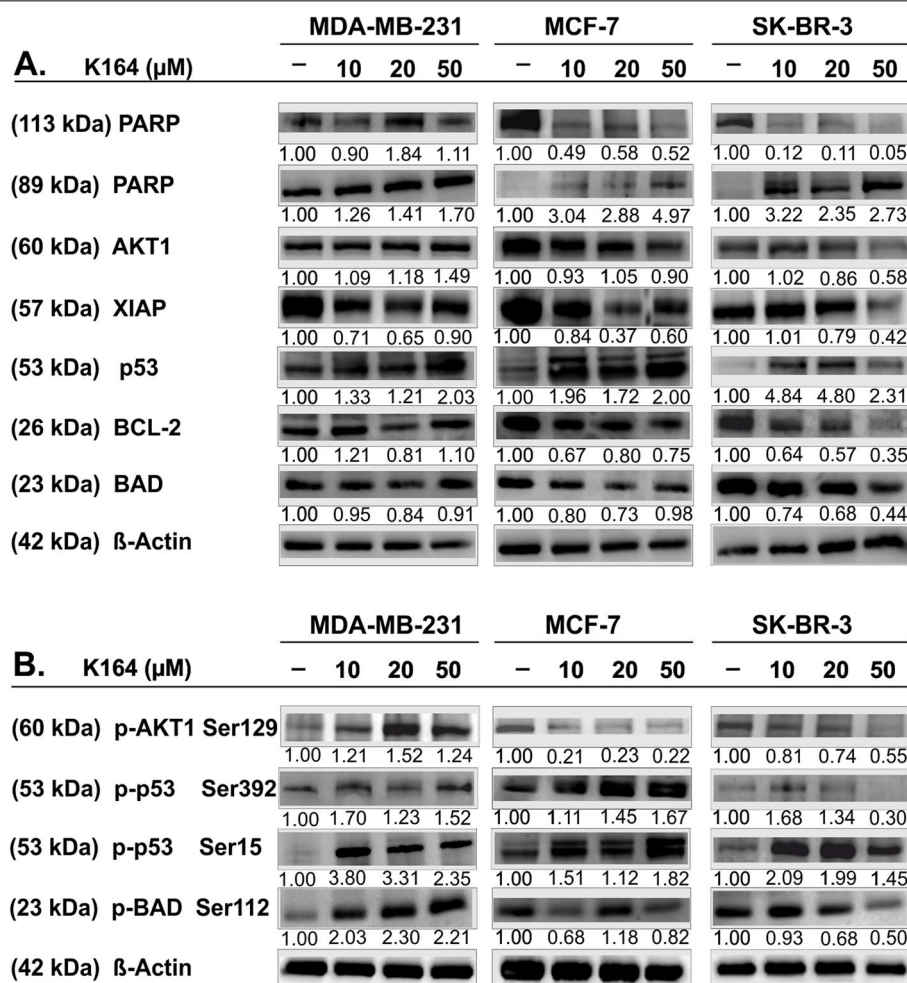 MDA-MB-231 MCF-7 SK-BR-3
A. K164 (µM) – 10 20 50 – 10 20 50 – 10 20 50
(113 kDa) PARP
1.00 0.90 1.84 1.11 1.00 0.49 0.58 0.52 1.00 0.12 0.11 0.05
(89 kDa) PARP
1.00 1.26 1.41 1.70 1.00 3.04 2.88 4.97 1.00 3.22 2.35 2.73
(60 kDa) AKT1
1.00 1.09 1.18 1.49 1.00 0.93 1.05 0.90 1.00 1.02 0.86 0.58
(57 kDa) XIAP
1.00 0.71 0.65 0.90 1.00 0.84 0.37 0.60 1.00 1.01 0.79 0.42
(53 kDa) p53
1.00 1.33 1.21 2.03 1.00 1.96 1.72 2.00 1.00 4.84 4.80 2.31
(26 kDa) BCL-2
1.00 1.21 0.81 1.10 1.00 0.67 0.80 0.75 1.00 0.64 0.57 0.35
(23 kDa) BAD
1.00 0.95 0.84 0.91 1.00 0.80 0.73 0.98 1.00 0.74 0.68 0.44
(42 kDa) ß-Actin
MDA-MB-231 MCF-7 SK-BR-3
B. K164 (µM) – 10 20 50 – 10 20 50 – 10 20 50
(60 kDa) p-AKT1 Ser129
1.00 1.21 1.52 1.24 1.00 0.21 0.23 0.22 1.00 0.81 0.74 0.55
(53 kDa) p-p53 Ser392
1.00 1.70 1.23 1.52 1.00 1.11 1.45 1.67 1.00 1.68 1.34 0.30
(53 kDa) p-p53 Ser15
1.00 3.80 3.31 2.35 1.00 1.51 1.12 1.82 1.00 2.09 1.99 1.45
(23 kDa) p-BAD Ser112
1.00 2.03 2.30 2.21 1.00 0.68 1.18 0.82 1.00 0.93 0.68 0.50
(42 kDa) ß-Actin